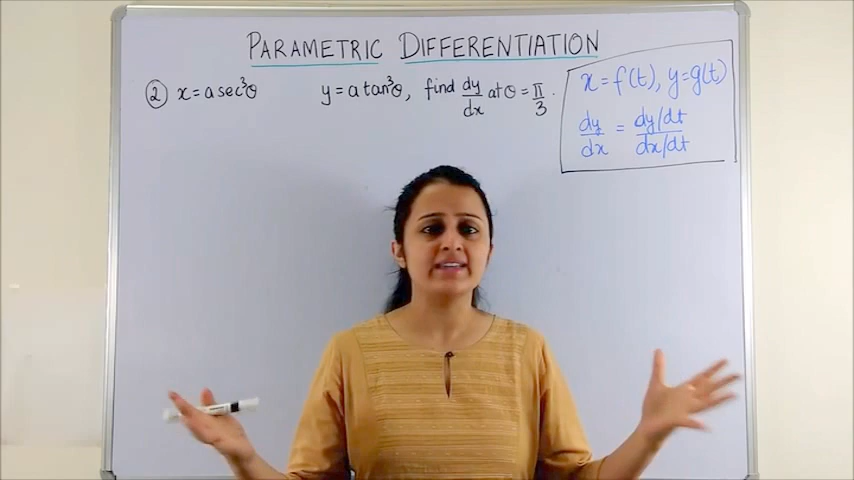 PARAMETRIC DIFFERENTIATION
② x = a sec³θ    y = a tan³θ, find dy/dx at θ = π/3.
x = f(t), y = g(t)
dy/dx = dy/dt / dx/dt